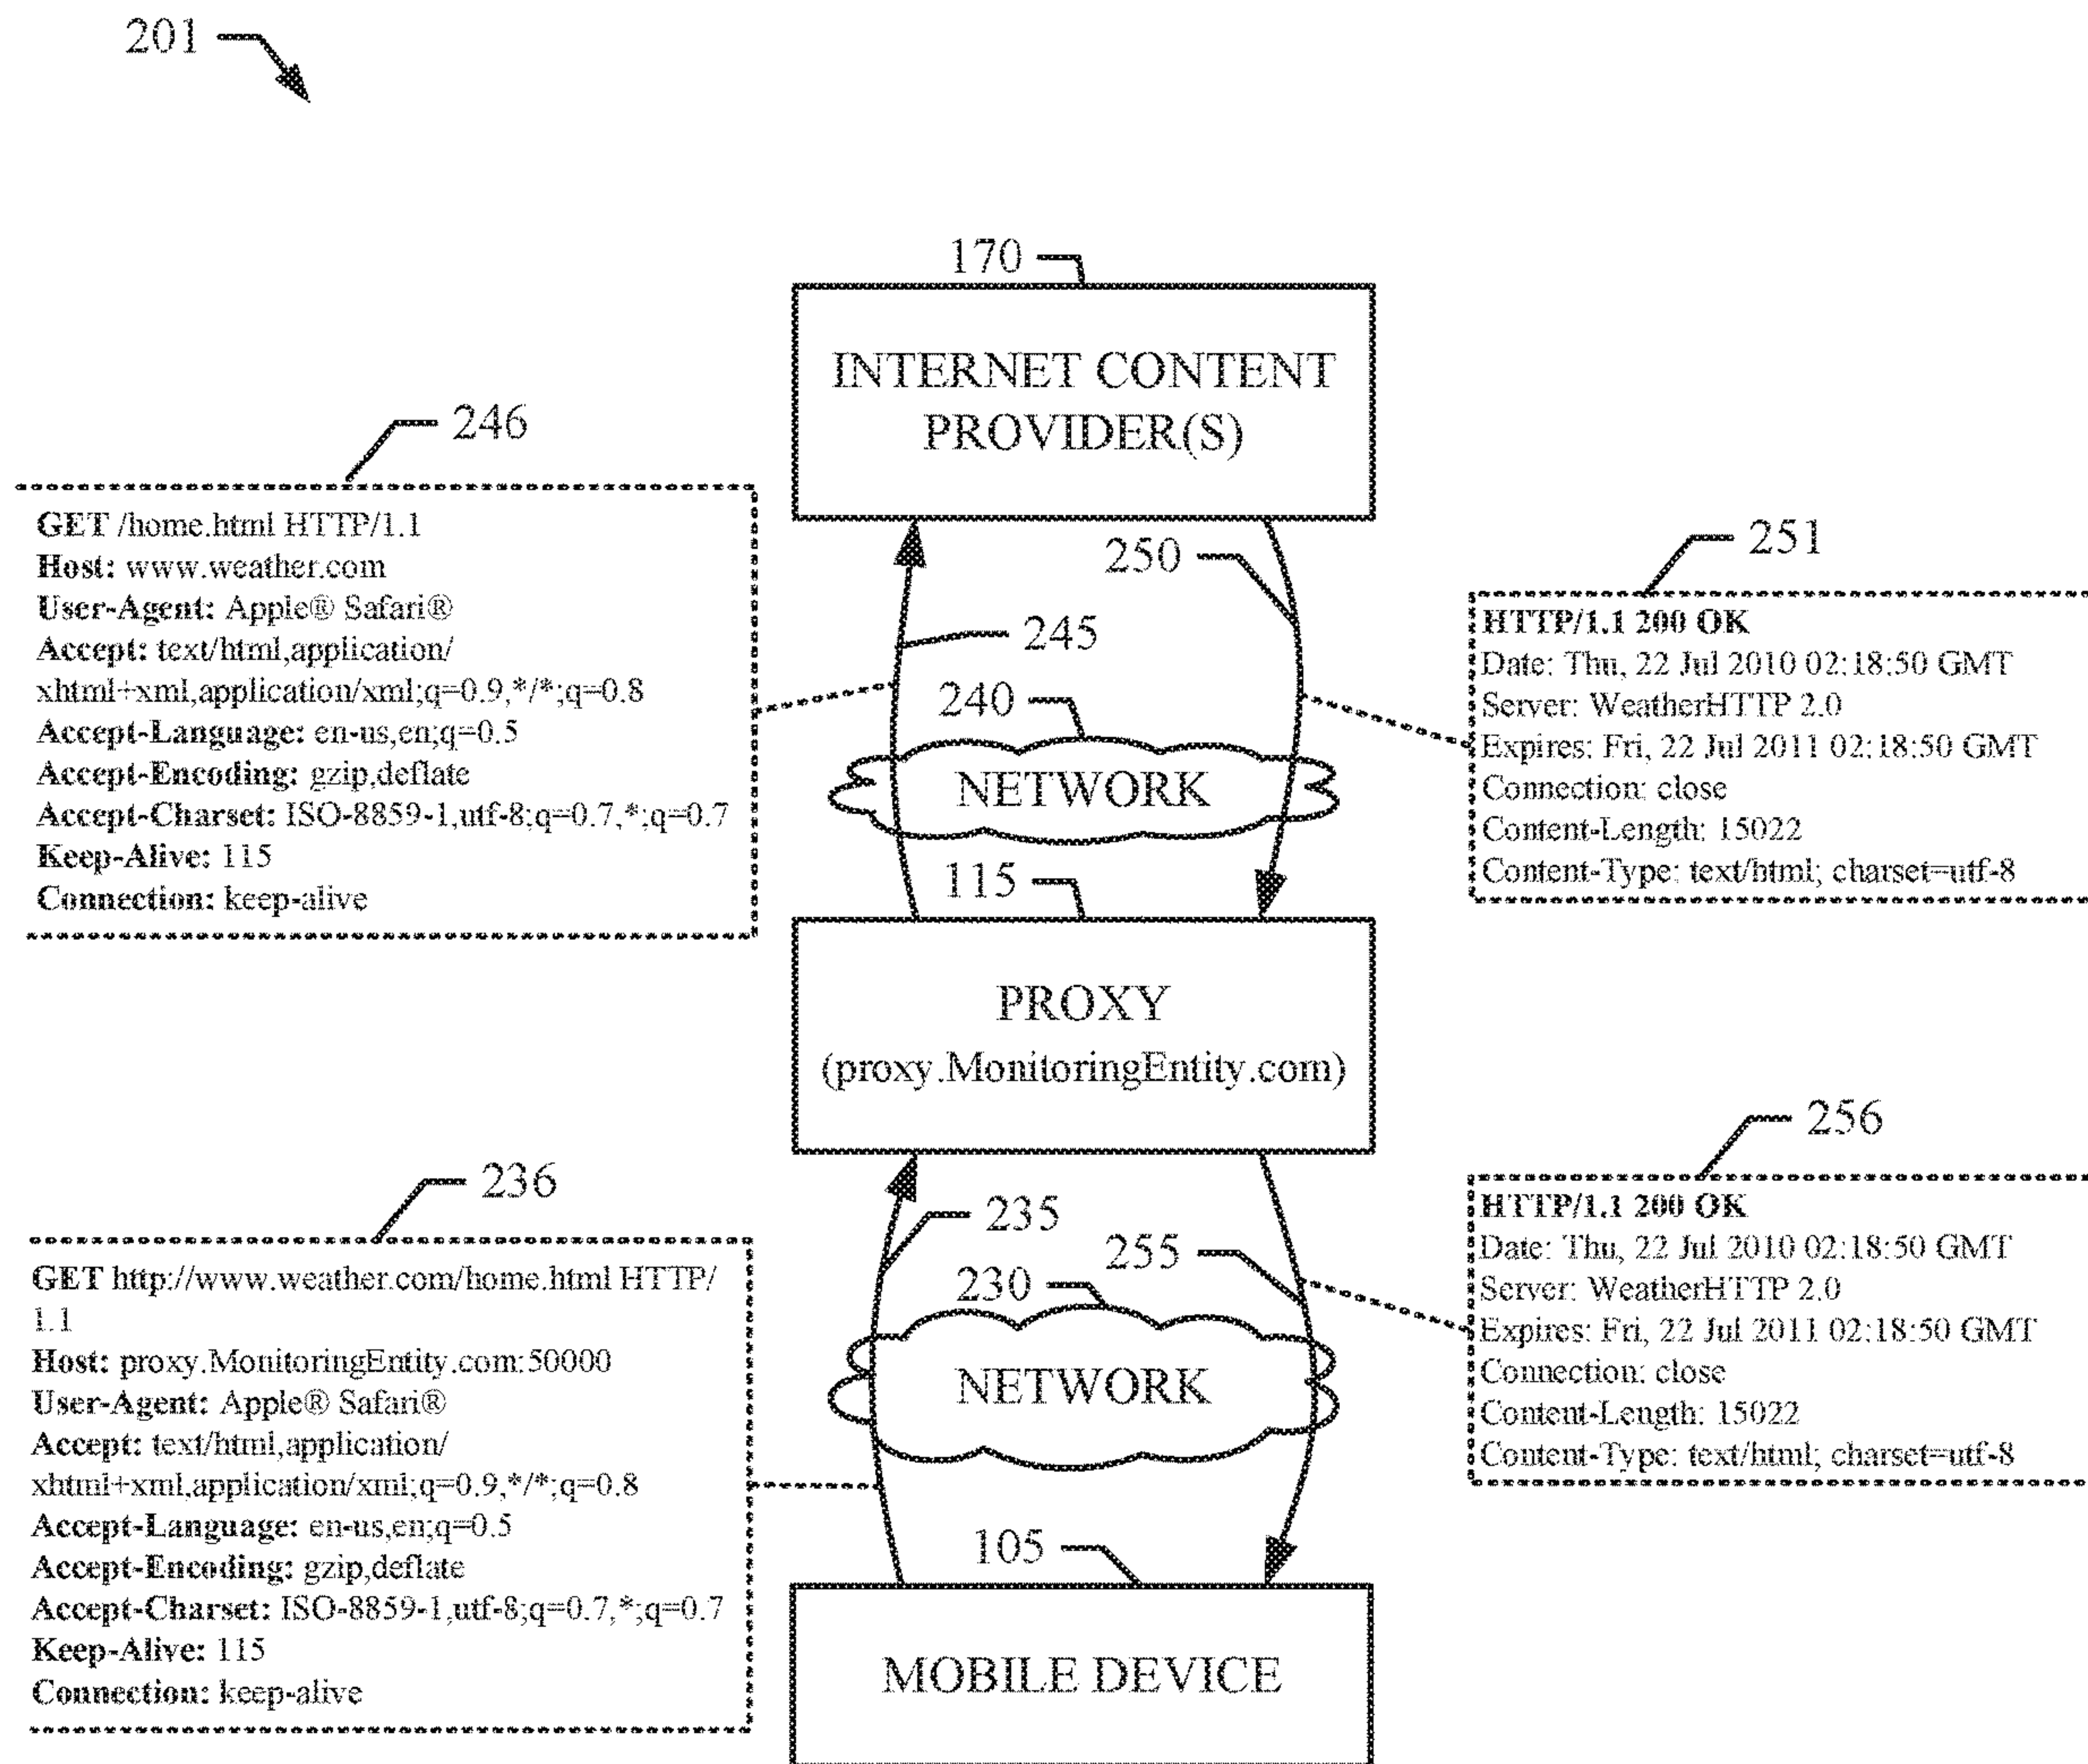 201
170
INTERNET CONTENT
PROVIDER(S)
246
GET /home.html HTTP/1.1
Host: www.weather.com
User-Agent: Apple® Safari®
Accept: text/html,application/
xhtml+xml,application/xml;q=0.9,*/*;q=0.8
Accept-Language: en-us,en;q=0.5
Accept-Encoding: gzip,deflate
Accept-Charset: ISO-8859-1,utf-8;q=0.7,*;q=0.7
Keep-Alive: 115
Connection: keep-alive
250
245
240
NETWORK
251
HTTP/1.1 200 OK
Date: Thu, 22 Jul 2010 02:18:50 GMT
Server: WeatherHTTP 2.0
Expires: Fri, 22 Jul 2011 02:18:50 GMT
Connection: close
Content-Length: 15022
Content-Type: text/html; charset=utf-8
115
PROXY
(proxy.MonitoringEntity.com)
236
GET http://www.weather.com/home.html HTTP/
1.1
Host: proxy.MonitoringEntity.com:50000
User-Agent: Apple® Safari®
Accept: text/html,application/
xhtml+xml,application/xml;q=0.9,*/*;q=0.8
Accept-Language: en-us,en;q=0.5
Accept-Encoding: gzip,deflate
Accept-Charset: ISO-8859-1,utf-8;q=0.7,*;q=0.7
Keep-Alive: 115
Connection: keep-alive
235
255
230
NETWORK
256
HTTP/1.1 200 OK
Date: Thu, 22 Jul 2010 02:18:50 GMT
Server: WeatherHTTP 2.0
Expires: Fri, 22 Jul 2011 02:18:50 GMT
Connection: close
Content-Length: 15022
Content-Type: text/html; charset=utf-8
105
MOBILE DEVICE